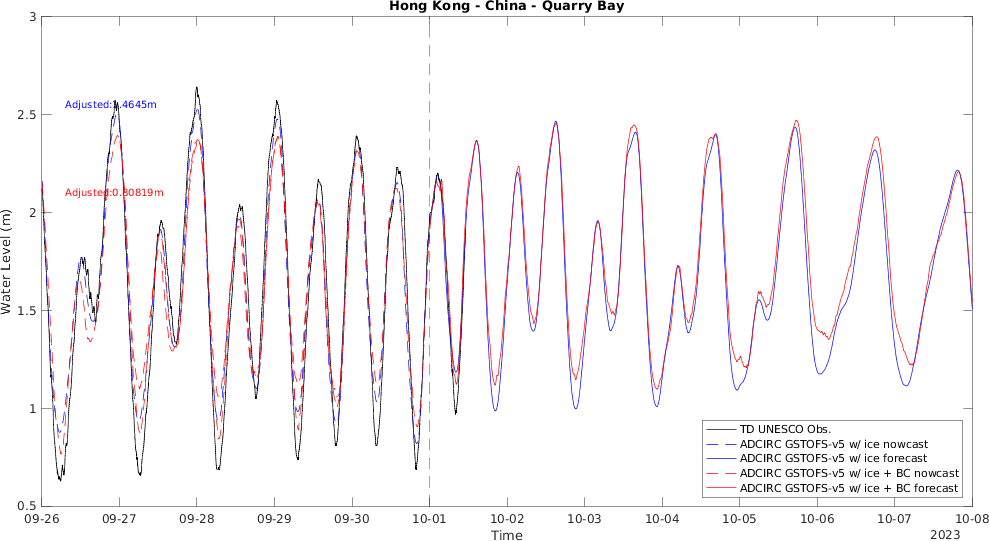 Hong Kong - China - Quarry Bay
3
2.5
2
1.5
1
0.5
Water Level (m)
Adjusted:1.4645m
Adjusted:0.80819m
TD UNESCO Obs.
ADCIRC GSTOFS-v5 w/ ice nowcast
ADCIRC GSTOFS-v5 w/ ice forecast
ADCIRC GSTOFS-v5 w/ ice + BC nowcast
ADCIRC GSTOFS-v5 w/ ice + BC forecast
09-26 09-27 09-28 09-29 09-30 10-01 10-02 10-03 10-04 10-05 10-06 10-07 10-08
Time
2023